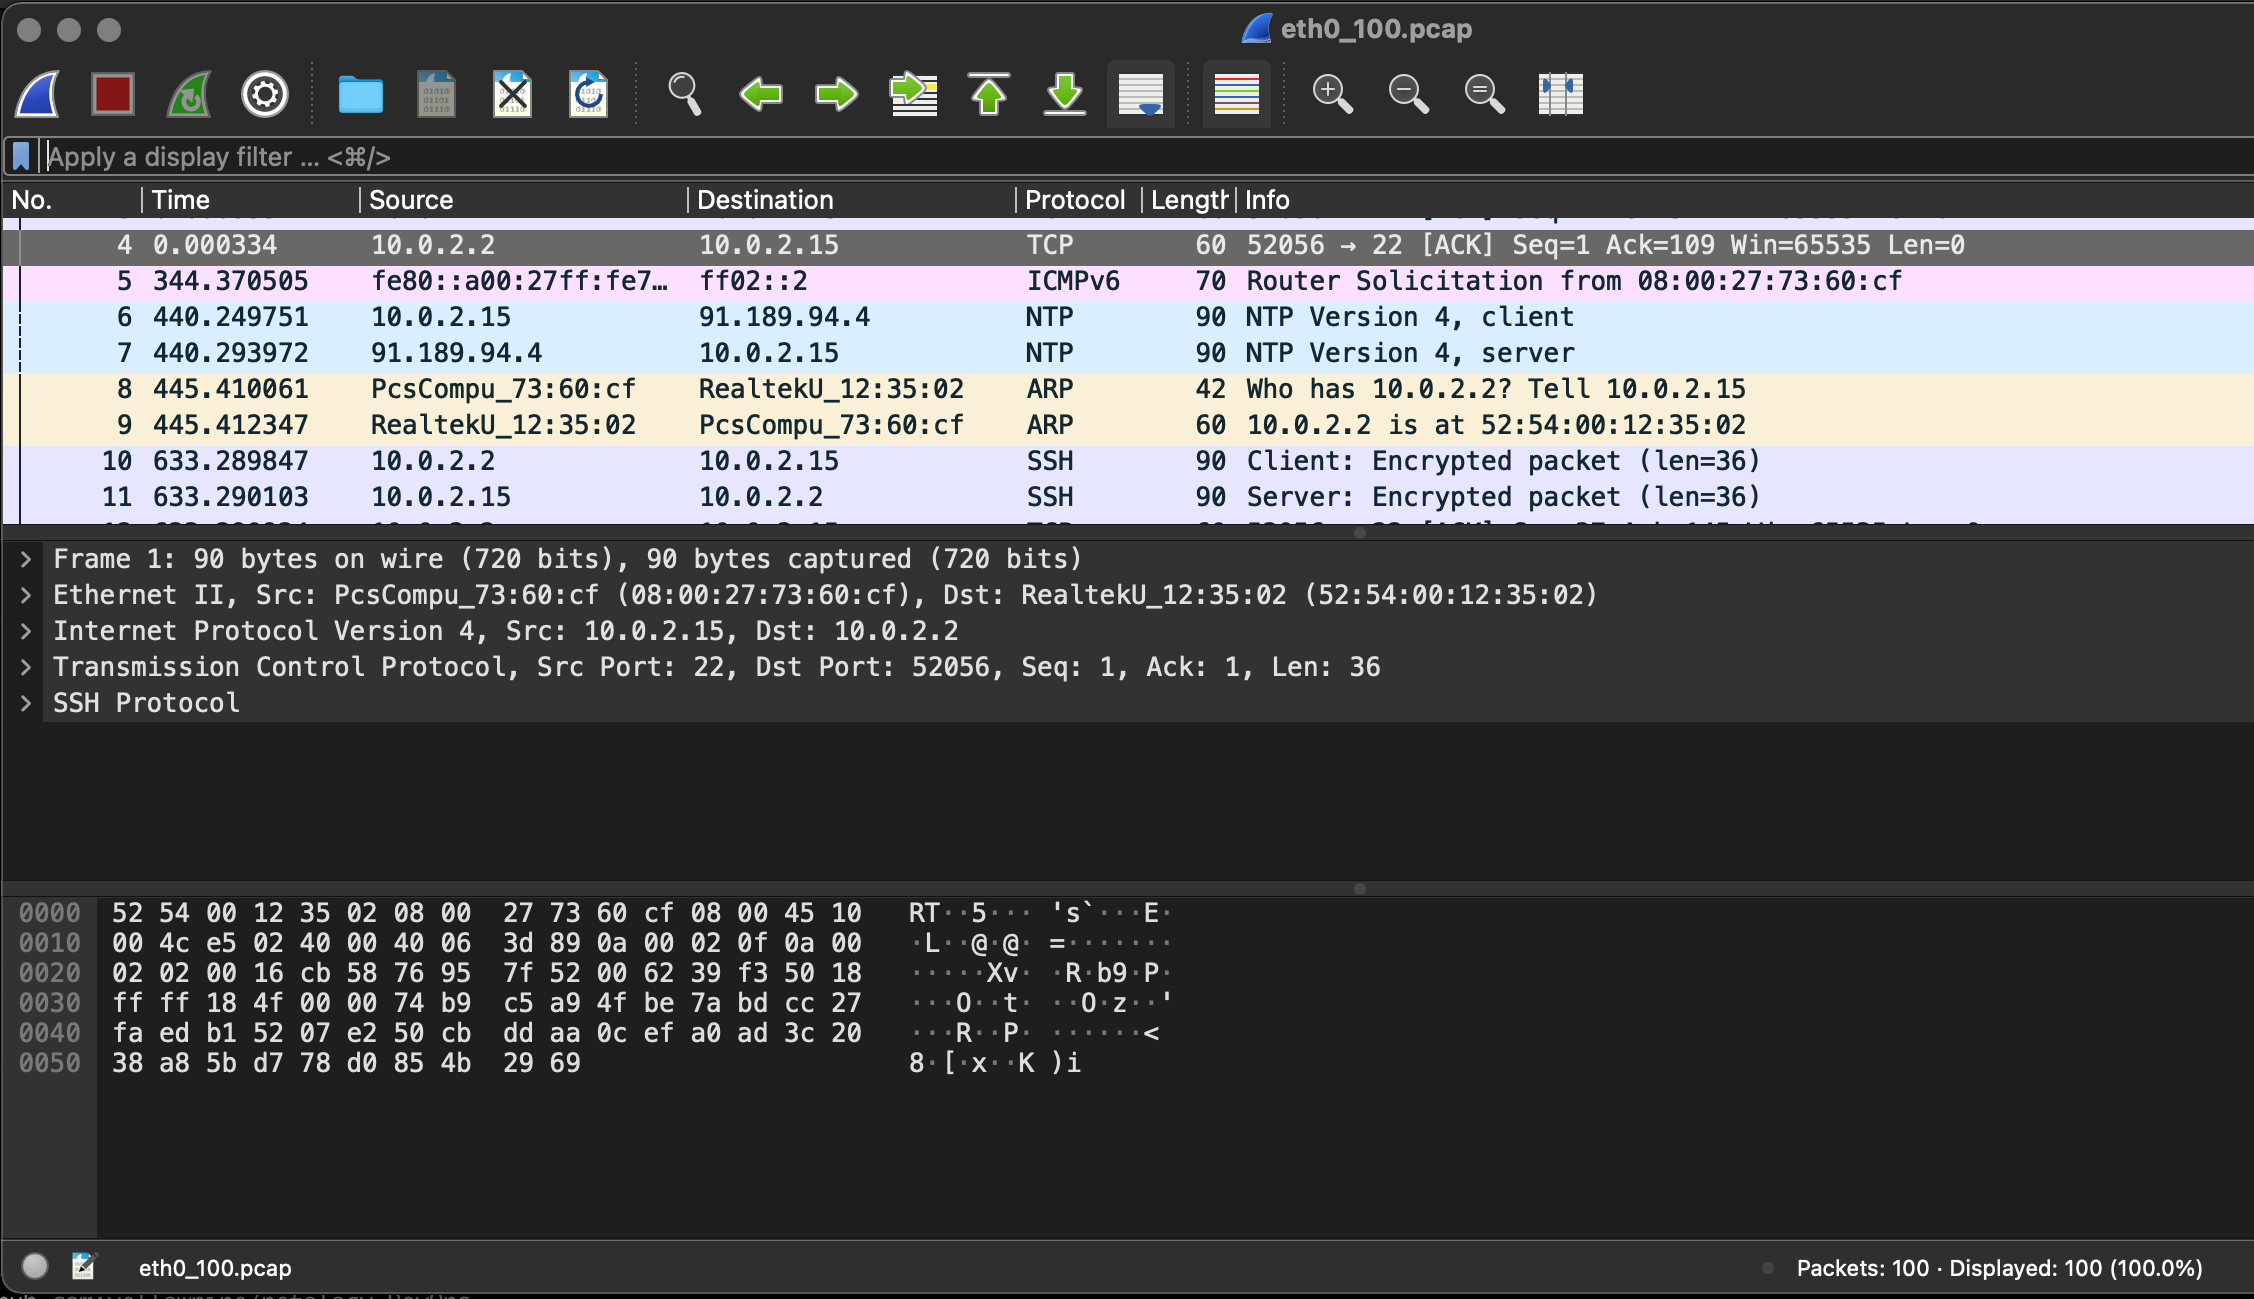 eth0_100.pcap
Apply a display filter ... <⌘/>
No. Time Source Destination Protocol Length Info
4 0.000334 10.0.2.2 10.0.2.15 TCP 60 52056 → 22 [ACK] Seq=1 Ack=109 Win=65535 Len=0
5 344.370505 fe80::a00:27ff:fe7… ff02::2 ICMPv6 70 Router Solicitation from 08:00:27:73:60:cf
6 440.249751 10.0.2.15 91.189.94.4 NTP 90 NTP Version 4, client
7 440.293972 91.189.94.4 10.0.2.15 NTP 90 NTP Version 4, server
8 445.410061 PcsCompu_73:60:cf RealtekU_12:35:02 ARP 42 Who has 10.0.2.2? Tell 10.0.2.15
9 445.412347 RealtekU_12:35:02 PcsCompu_73:60:cf ARP 60 10.0.2.2 is at 52:54:00:12:35:02
10 633.289847 10.0.2.2 10.0.2.15 SSH 90 Client: Encrypted packet (len=36)
11 633.290103 10.0.2.15 10.0.2.2 SSH 90 Server: Encrypted packet (len=36)
Frame 1: 90 bytes on wire (720 bits), 90 bytes captured (720 bits)
Ethernet II, Src: PcsCompu_73:60:cf (08:00:27:73:60:cf), Dst: RealtekU_12:35:02 (52:54:00:12:35:02)
Internet Protocol Version 4, Src: 10.0.2.15, Dst: 10.0.2.2
Transmission Control Protocol, Src Port: 22, Dst Port: 52056, Seq: 1, Ack: 1, Len: 36
SSH Protocol
0000 52 54 00 12 35 02 08 00 27 73 60 cf 08 00 45 10 RT··5··· 's`···E·
0010 00 4c e5 02 40 00 40 06 3d 89 0a 00 02 0f 0a 00 ·L··@·@· =·······
0020 02 02 00 16 cb 58 76 95 7f 52 00 62 39 f3 50 18 ·····Xv· ·R·b9·P·
0030 ff ff 18 4f 00 00 74 b9 c5 a9 4f be 7a bd cc 27 ···O··t· ··O·z··'
0040 fa ed b1 52 07 e2 50 cb dd aa 0c ef a0 ad 3c 20 ···R··P· ······<
0050 38 a8 5b d7 78 d0 85 4b 29 69 8·[·x··K )i
eth0_100.pcap
Packets: 100 · Displayed: 100 (100.0%)